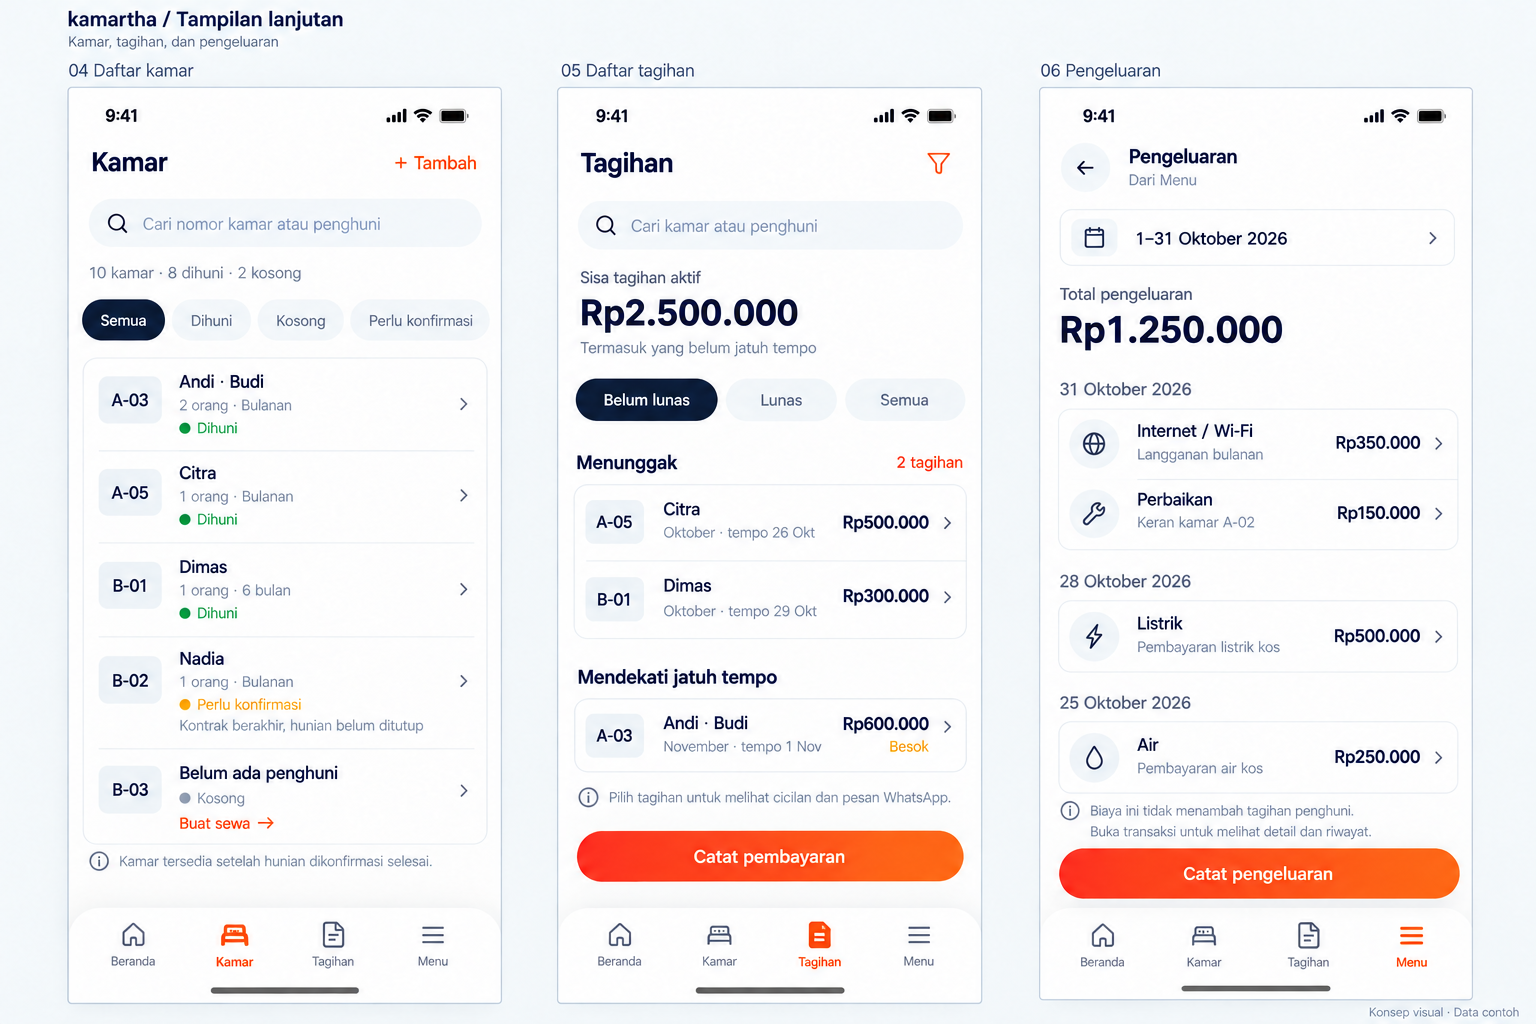 kamartha / Tampilan lanjutan
Kamar, tagihan, dan pengeluaran
04 Daftar kamar
9:41
Kamar
+ Tambah
Cari nomor kamar atau penghuni
10 kamar · 8 dihuni · 2 kosong
Semua
Dihuni
Kosong
Perlu konfirmasi
A-03
Andi · Budi
2 orang · Bulanan
Dihuni
A-05
Citra
1 orang · Bulanan
Dihuni
B-01
Dimas
1 orang · 6 bulan
Dihuni
B-02
Nadia
1 orang · Bulanan
Perlu konfirmasi
Kontrak berakhir, hunian belum ditutup
B-03
Belum ada penghuni
Kosong
Buat sewa →
Kamar tersedia setelah hunian dikonfirmasi selesai.
Beranda
Kamar
Tagihan
Menu
05 Daftar tagihan
9:41
Tagihan
Cari kamar atau penghuni
Sisa tagihan aktif
Rp2.500.000
Termasuk yang belum jatuh tempo
Belum lunas
Lunas
Semua
Menunggak
2 tagihan
A-05
Citra
Oktober · tempo 26 Okt
Rp500.000
B-01
Dimas
Oktober · tempo 29 Okt
Rp300.000
Mendekati jatuh tempo
A-03
Andi · Budi
November · tempo 1 Nov
Rp600.000
Besok
Pilih tagihan untuk melihat cicilan dan pesan WhatsApp.
Catat pembayaran
Beranda
Kamar
Tagihan
Menu
06 Pengeluaran
9:41
Pengeluaran
Dari Menu
1–31 Oktober 2026
Total pengeluaran
Rp1.250.000
31 Oktober 2026
Internet / Wi-Fi
Langganan bulanan
Rp350.000
Perbaikan
Keran kamar A-02
Rp150.000
28 Oktober 2026
Listrik
Pembayaran listrik kos
Rp500.000
25 Oktober 2026
Air
Pembayaran air kos
Rp250.000
Biaya ini tidak menambah tagihan penghuni.
Buka transaksi untuk melihat detail dan riwayat.
Catat pengeluaran
Beranda
Kamar
Tagihan
Menu
Konsep visual · Data contoh